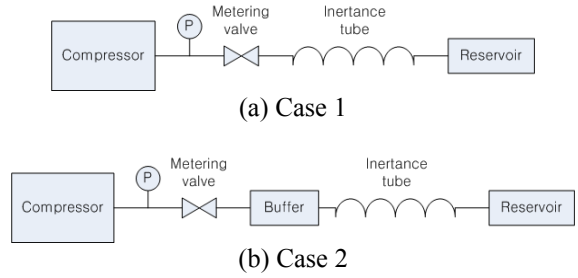 P
Metering
valve
Inertance
tube
Compressor
Reservoir
(a) Case 1
P
Metering
valve
Inertance
tube
Compressor
Buffer
Reservoir
(b) Case 2